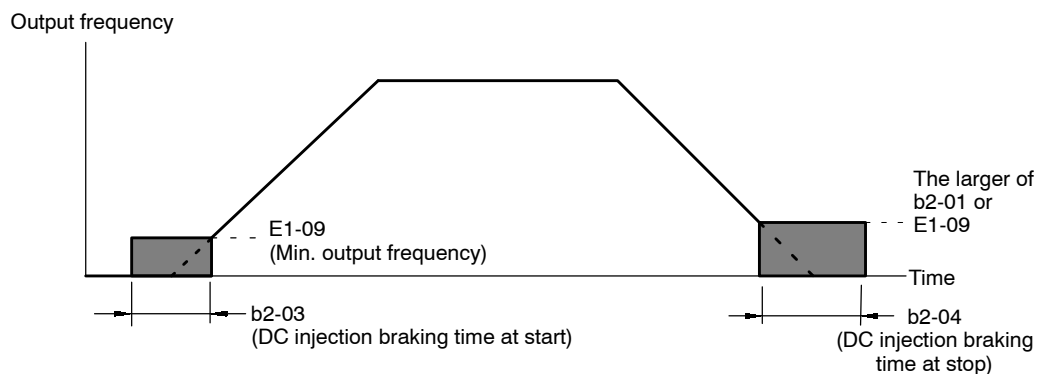 Output frequency
The larger of
b2-01 or
E1-09
E1-09
(Min. output frequency)
Time
b2-03
(DC injection braking time at start)
b2-04
(DC injection braking
time at stop)